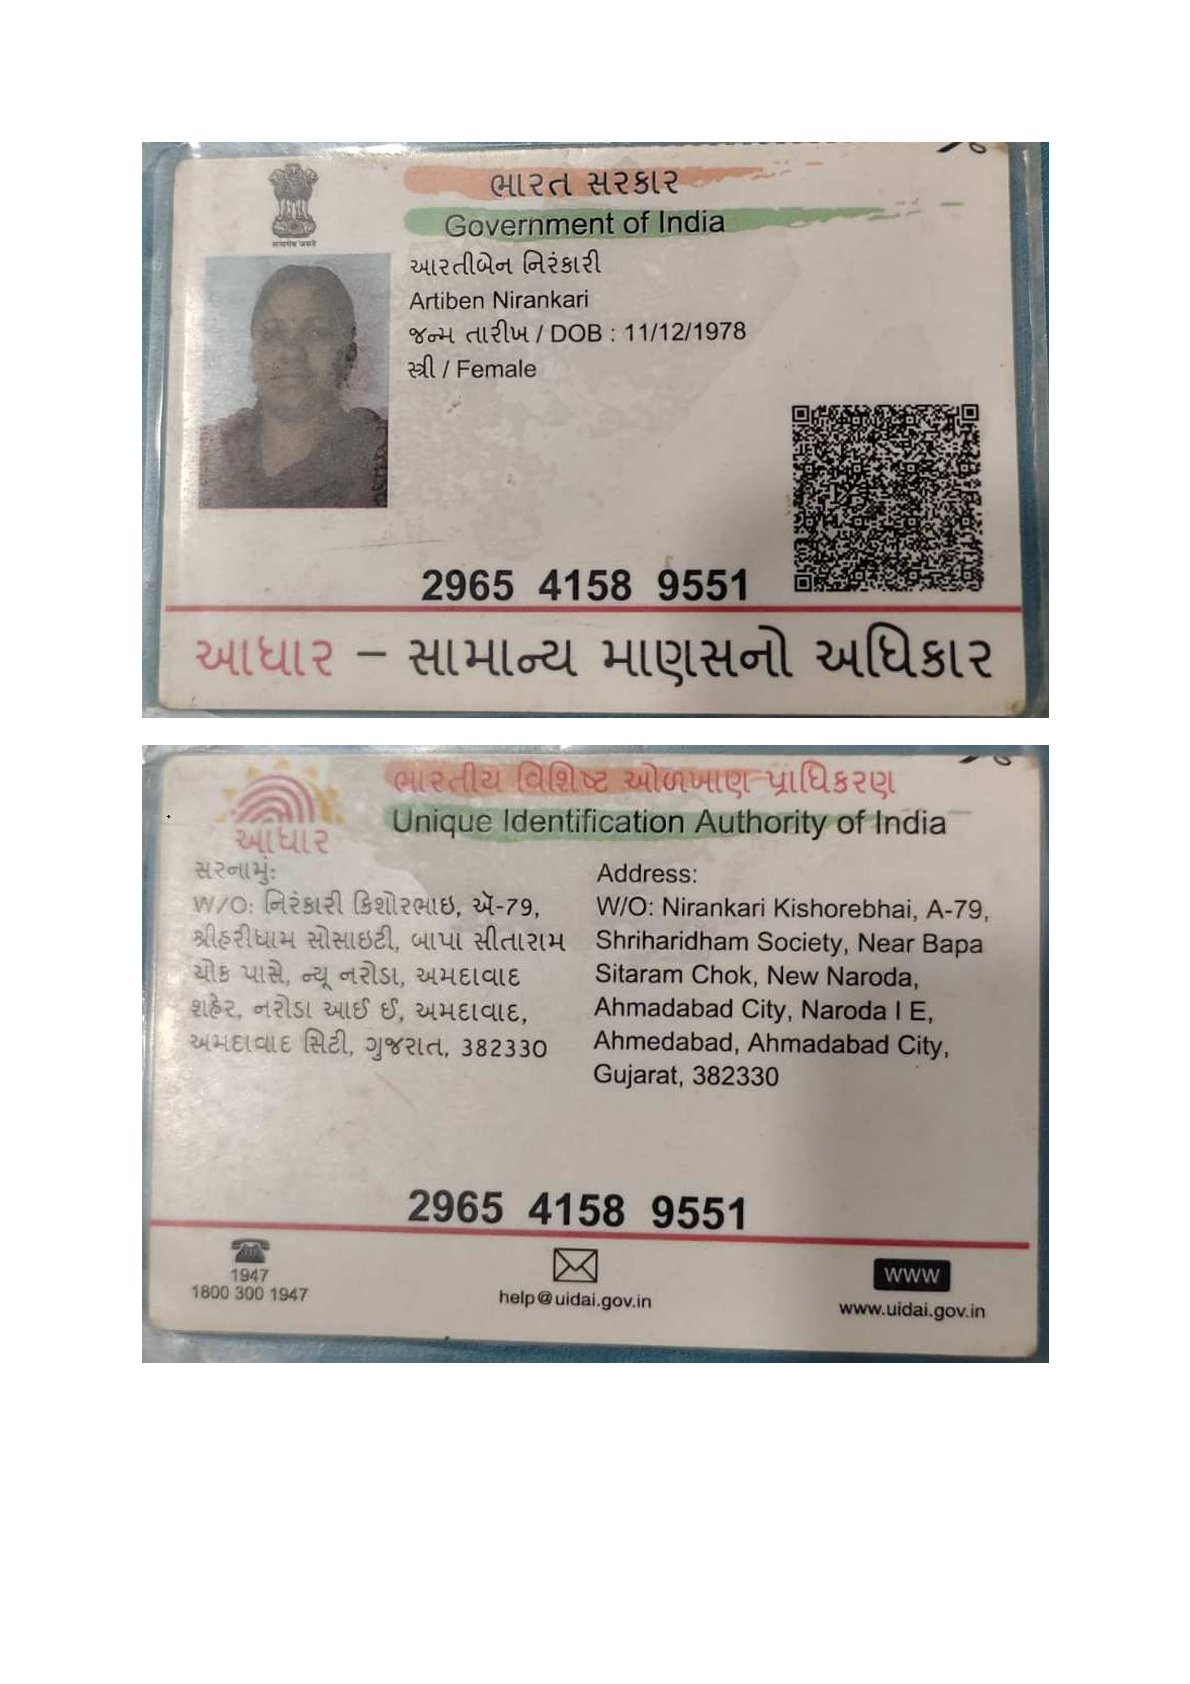 सत्यमेव जयते
ભારત સરકાર
Government of India
આરતીબેન નિરંકારી
Artiben Nirankari
જન્મ તારીખ / DOB : 11/12/1978
સ્ત્રી / Female
2965 4158 9551
આધાર – સામાન્ય માણસનો અધિકાર
ભારતીય વિશિષ્ટ ઓળખાણ પ્રાધિકરણ
Unique Identification Authority of India
આધાર
સરનામું:
W/O: નિરંકારી કિશોરભાઇ, એ-79,
શ્રીહરીધામ સોસાઇટી, બાપા સીતારામ
ચોક પાસે, ન્યૂ નરોડા, અમદાવાદ
શહેર, નરોડા આઈ ઈ, અમદાવાદ,
અમદાવાદ સિટી, ગુજરાત, 382330
Address:
W/O: Nirankari Kishorebhai, A-79,
Shriharidham Society, Near Bapa
Sitaram Chok, New Naroda,
Ahmadabad City, Naroda I E,
Ahmedabad, Ahmadabad City,
Gujarat, 382330
2965 4158 9551
1947
1800 300 1947
help@uidai.gov.in
WWW
www.uidai.gov.in